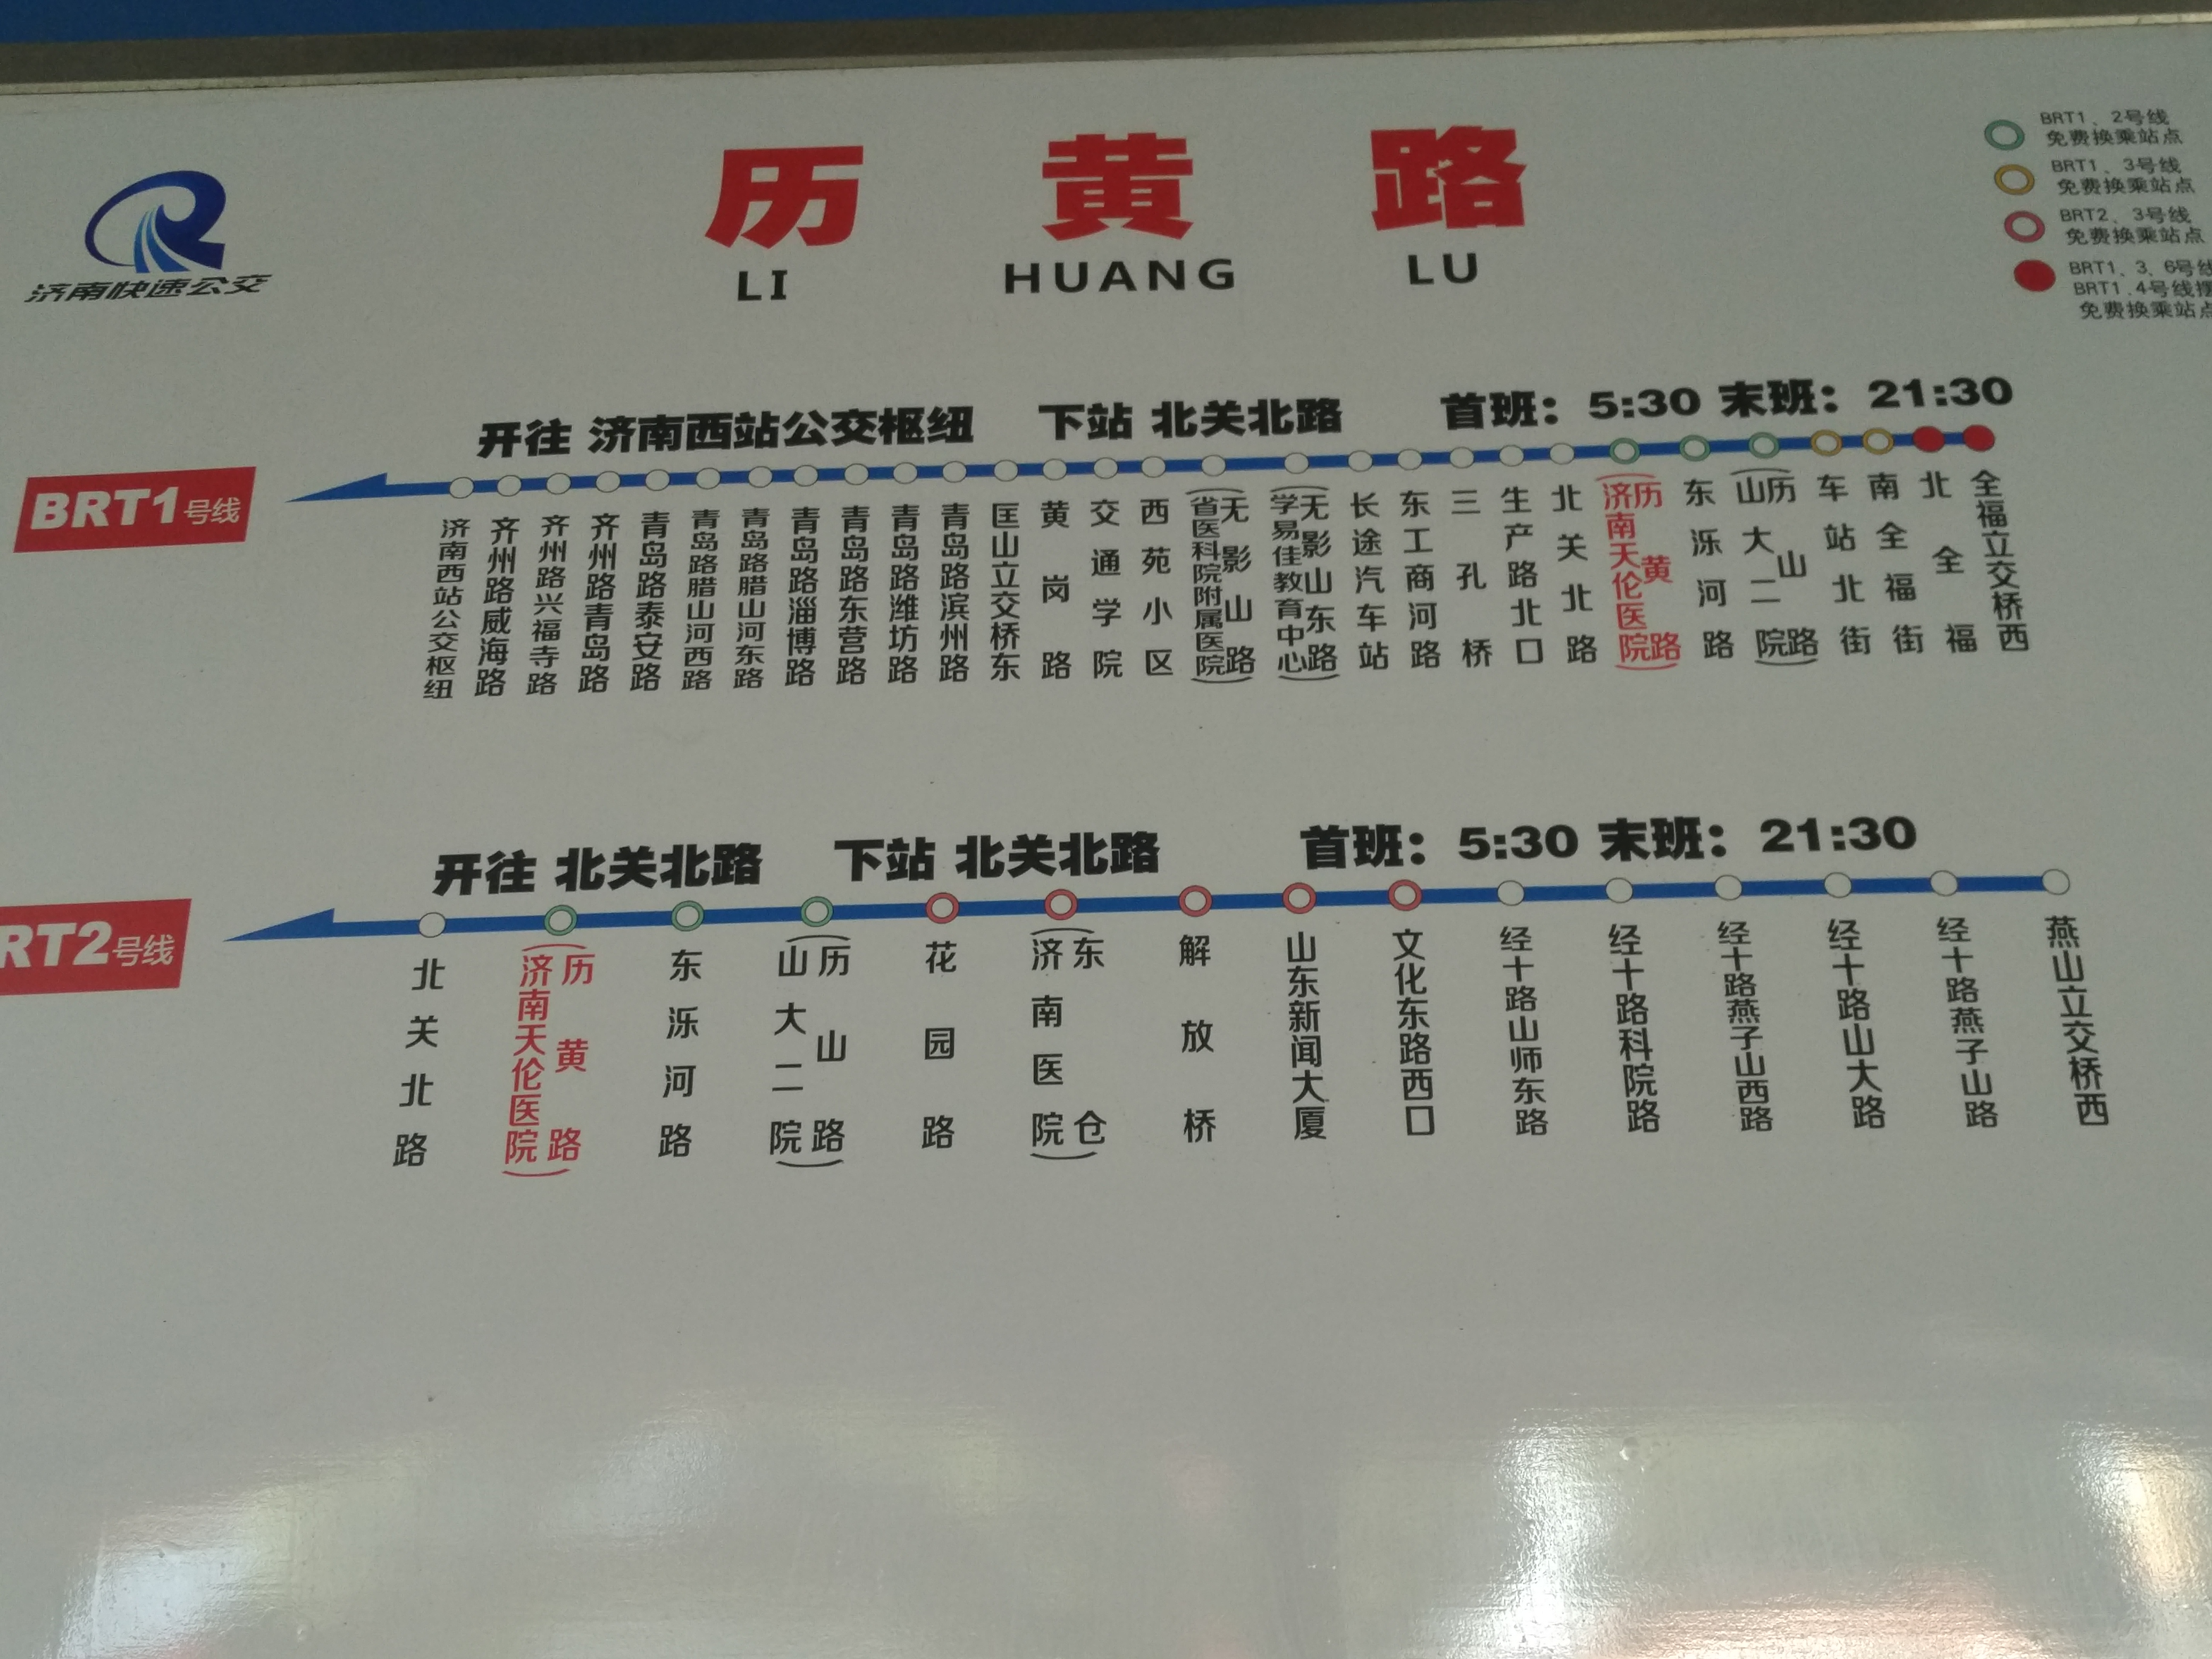 历黄路
LI HUANG LU
济南快速公交
BRT1、2号线
免费换乘站点
BRT1、3号线
免费换乘站点
BRT2、3号线
免费换乘站点
BRT1、3、6号线
BRT1.4号线
免费换乘站点
开往 济南西站公交枢纽 下站 北关北路 首班：5:30 末班：21:30
BRT1号线
济南西站公交枢纽
齐州路威海路
齐州路兴福寺路
齐州路青岛路
青岛路泰安路
青岛路腊山河西路
青岛路腊山河东路
青岛路淄博路
青岛路东营路
青岛路潍坊路
青岛路滨州路
匡山立交桥东
黄岗路
交通学院
西苑小区
无影山路
(省医科院附属医院)
无影山东路
(学易佳教育中心)
长途汽车站
东工商河路
三孔桥
生产路北口
北关北路
历黄路
(济南天伦医院)
东泺河路
历山路
(山大二院)
车站北街
南全福街
北全福
全福立交桥西
开往 北关北路 下站 北关北路 首班：5:30 末班：21:30
RT2号线
北关北路
历黄路
(济南天伦医院)
东泺河路
历山路
(山大二院)
花园路
东仓
(济南医院)
解放桥
山东新闻大厦
文化东路西口
经十路山师东路
经十路科院路
经十路燕子山西路
经十路山大路
经十路燕子山路
燕山立交桥西